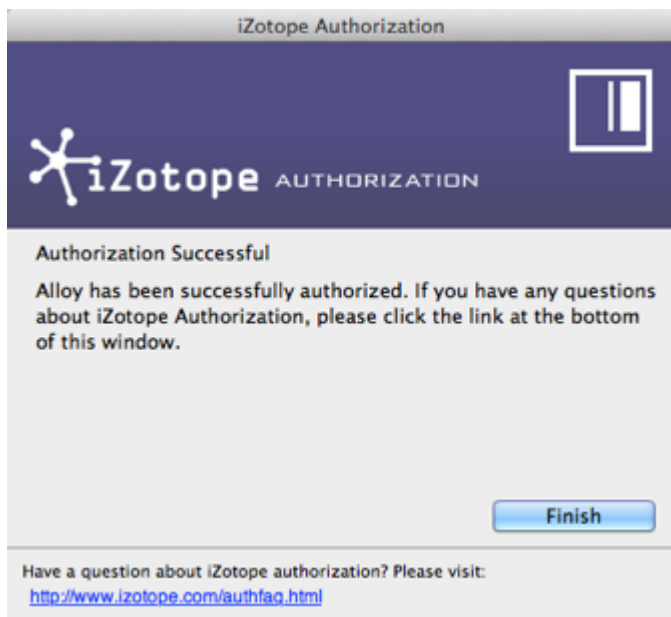 iZotope Authorization
iZotope AUTHORIZATION
Authorization Successful
Alloy has been successfully authorized. If you have any questions
about iZotope Authorization, please click the link at the bottom
of this window.
Finish
Have a question about iZotope authorization? Please visit:
http://www.izotope.com/authfaq.html